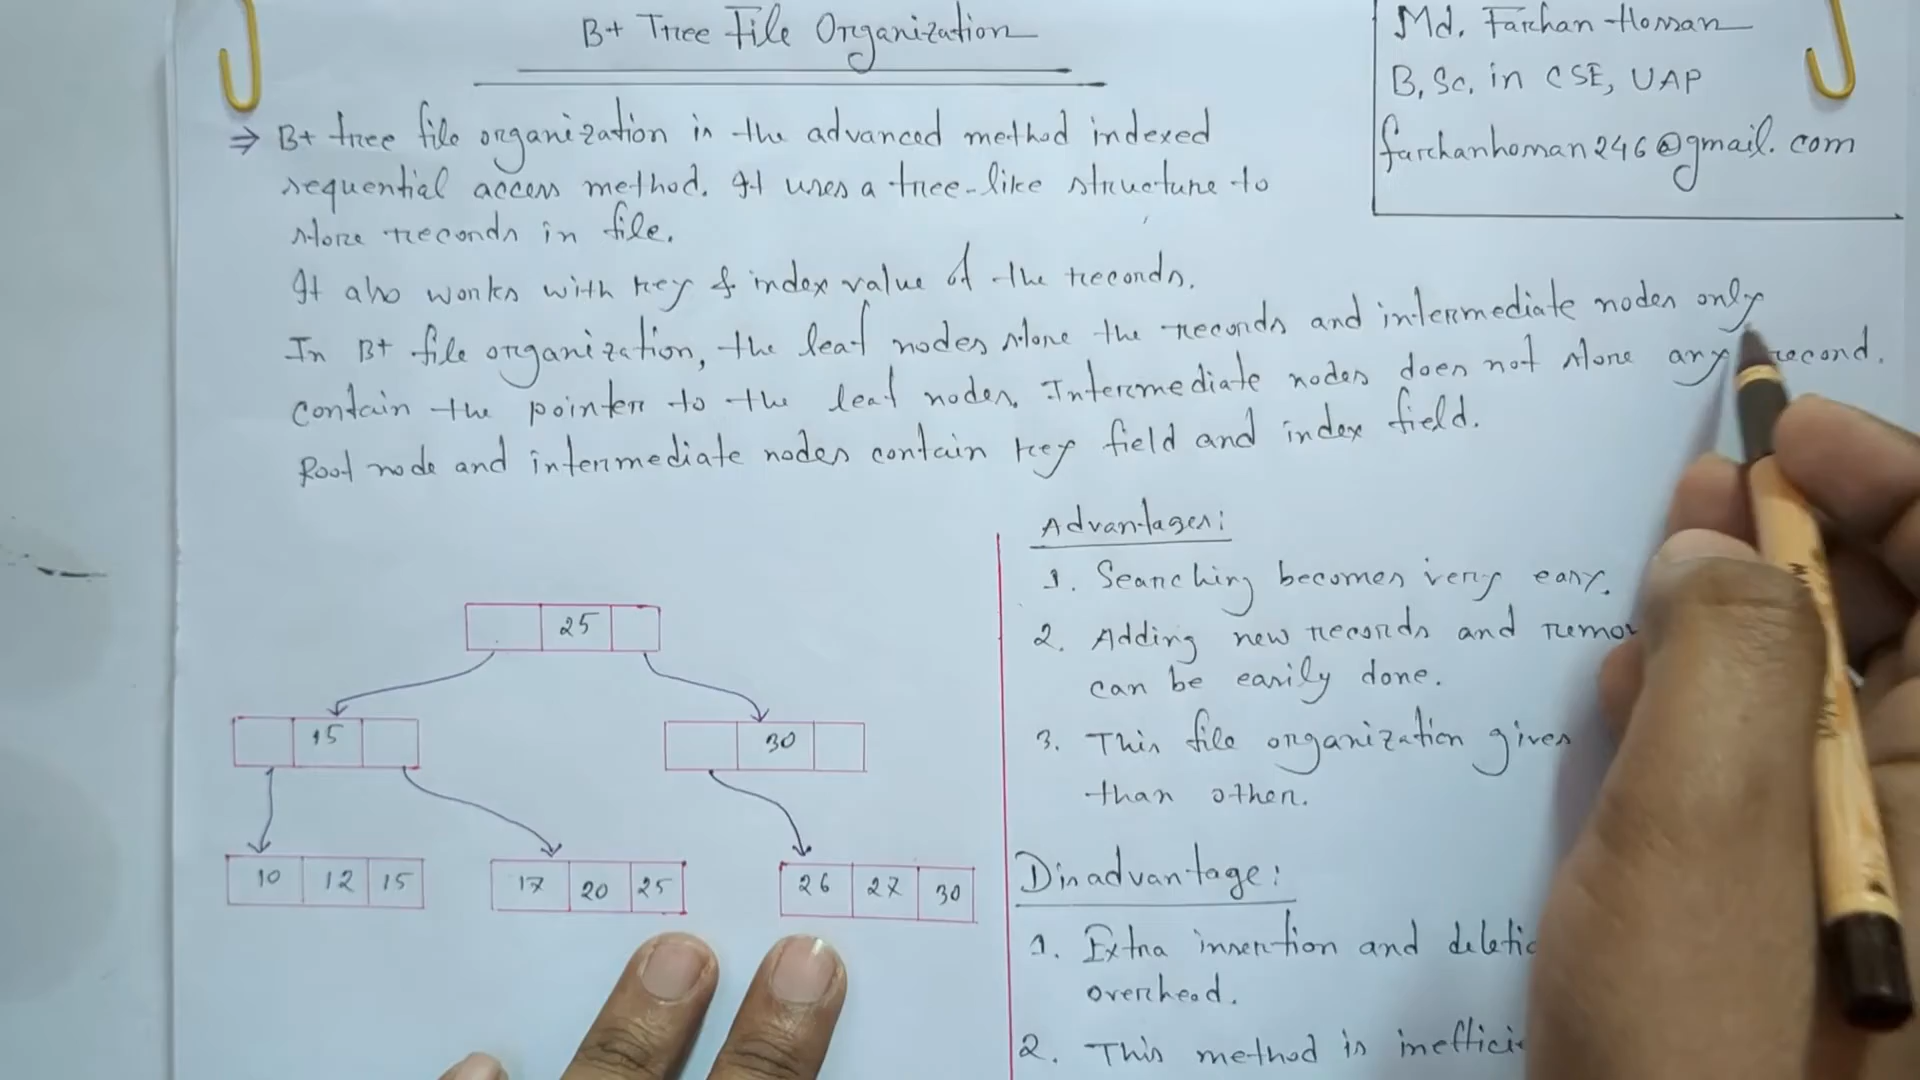 B+ Tree File Organization
Md. Farhan Hossan
B.Sc. in CSE, UAP
farhanhossan246@gmail.com
⇒ B+ tree file organization is the advanced method indexed
sequential access method. It uses a tree-like structure to
store records in file.
It also works with key & index value of the records.
In B+ file organization, the leaf nodes store the records and intermediate nodes only
contain the pointer to the leaf nodes. Intermediate nodes does not store any record.
Root node and intermediate nodes contain key field and index field.
25
15
30
10 12 15
17 20 25
26 27 30
Advantages:
1. Searching becomes very easy.
2. Adding new records and remov
can be easily done.
3. This file organization gives
than other.
Disadvantage:
1. Extra insertion and deletio
overhead.
2. This method is inefficie